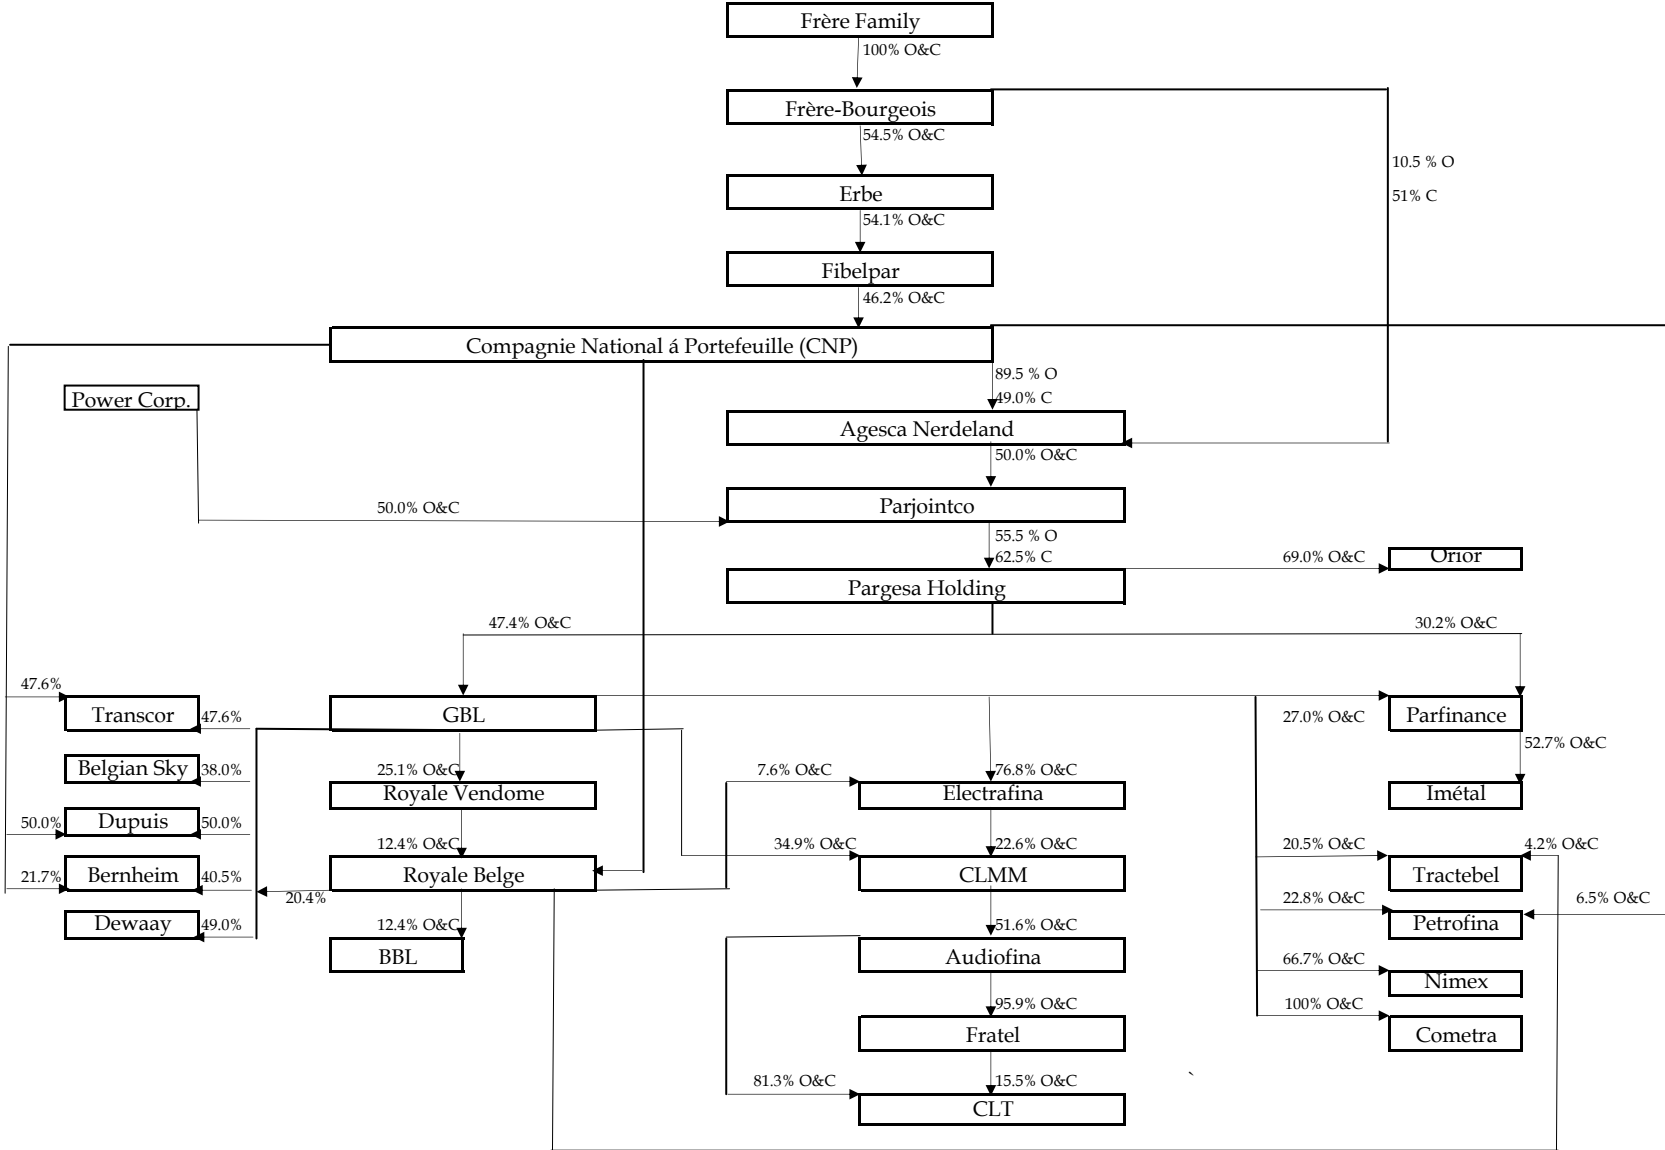 Frère Family
100% O&C
Frère-Bourgeois
54.5% O&C
10.5 % O
51% C
Erbe
54.1% O&C
Fibelpar
46.2% O&C
Compagnie National á Portefeuille (CNP)
89.5 % O
49.0% C
Power Corp.
Agesca Nerdeland
50.0% O&C
50.0% O&C
Parjointco
55.5 % O
62.5% C
69.0% O&C
Orior
Pargesa Holding
47.4% O&C
30.2% O&C
47.6%
Transcor
47.6%
GBL
27.0% O&C
Parfinance
52.7% O&C
Belgian Sky
38.0%
25.1% O&C
7.6% O&C
76.8% O&C
Royale Vendome
Electrafina
Imétal
50.0%
Dupuis
50.0%
12.4% O&C
34.9% O&C
22.6% O&C
20.5% O&C
4.2% O&C
21.7%
Bernheim
40.5%
20.4%
Royale Belge
CLMM
Tractebel
22.8% O&C
6.5% O&C
Dewaay
49.0%
12.4% O&C
51.6% O&C
Petrofina
BBL
Audiofina
66.7% O&C
Nimex
95.9% O&C
100% O&C
Fratel
Cometra
81.3% O&C
15.5% O&C
`
CLT